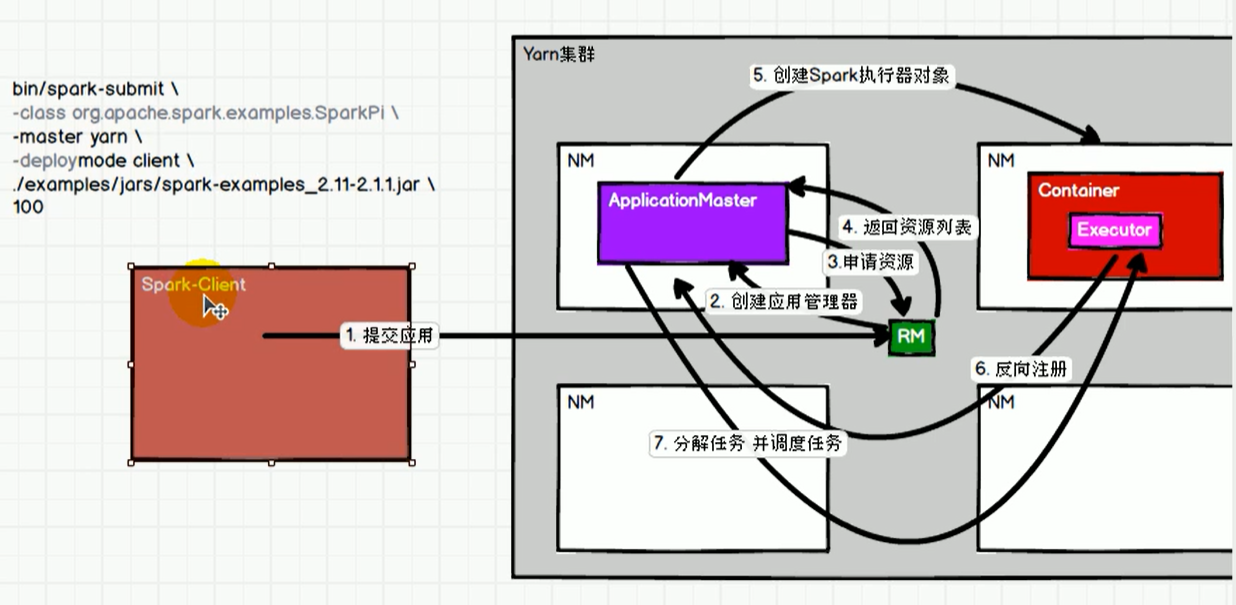 Yarn集群
5. 创建Spark执行器对象
bin/spark-submit \
-class org.apache.spark.examples.SparkPi \
-master yarn \
-deploymode client \
./examples/jars/spark-examples_2.11-2.1.1.jar \
100
NM
ApplicationMaster
NM
Container
Executor
4. 返回资源列表
3.申请资源
2. 创建应用管理器
Spark-Client
1. 提交应用
RM
6. 反向注册
NM
NM
7. 分解任务 并调度任务